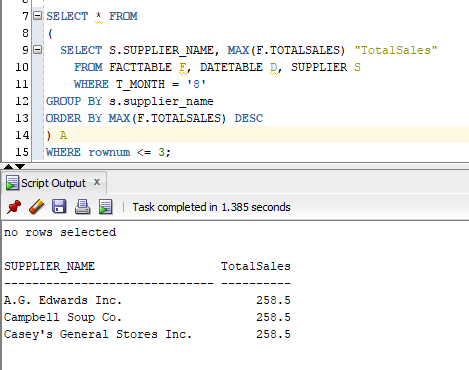 6
7 SELECT * FROM
8 (
9 SELECT S.SUPPLIER_NAME, MAX(F.TOTALSALES) "TotalSales"
10 FROM FACTTABLE F, DATETABLE D, SUPPLIER S
11 WHERE T_MONTH = '8'
12 GROUP BY s.supplier_name
13 ORDER BY MAX(F.TOTALSALES) DESC
14 ) A
15 WHERE rownum <= 3;
Script Output x
Task completed in 1.385 seconds
no rows selected
SUPPLIER_NAME TotalSales
------------------------------ ----------
A.G. Edwards Inc. 258.5
Campbell Soup Co. 258.5
Casey's General Stores Inc. 258.5